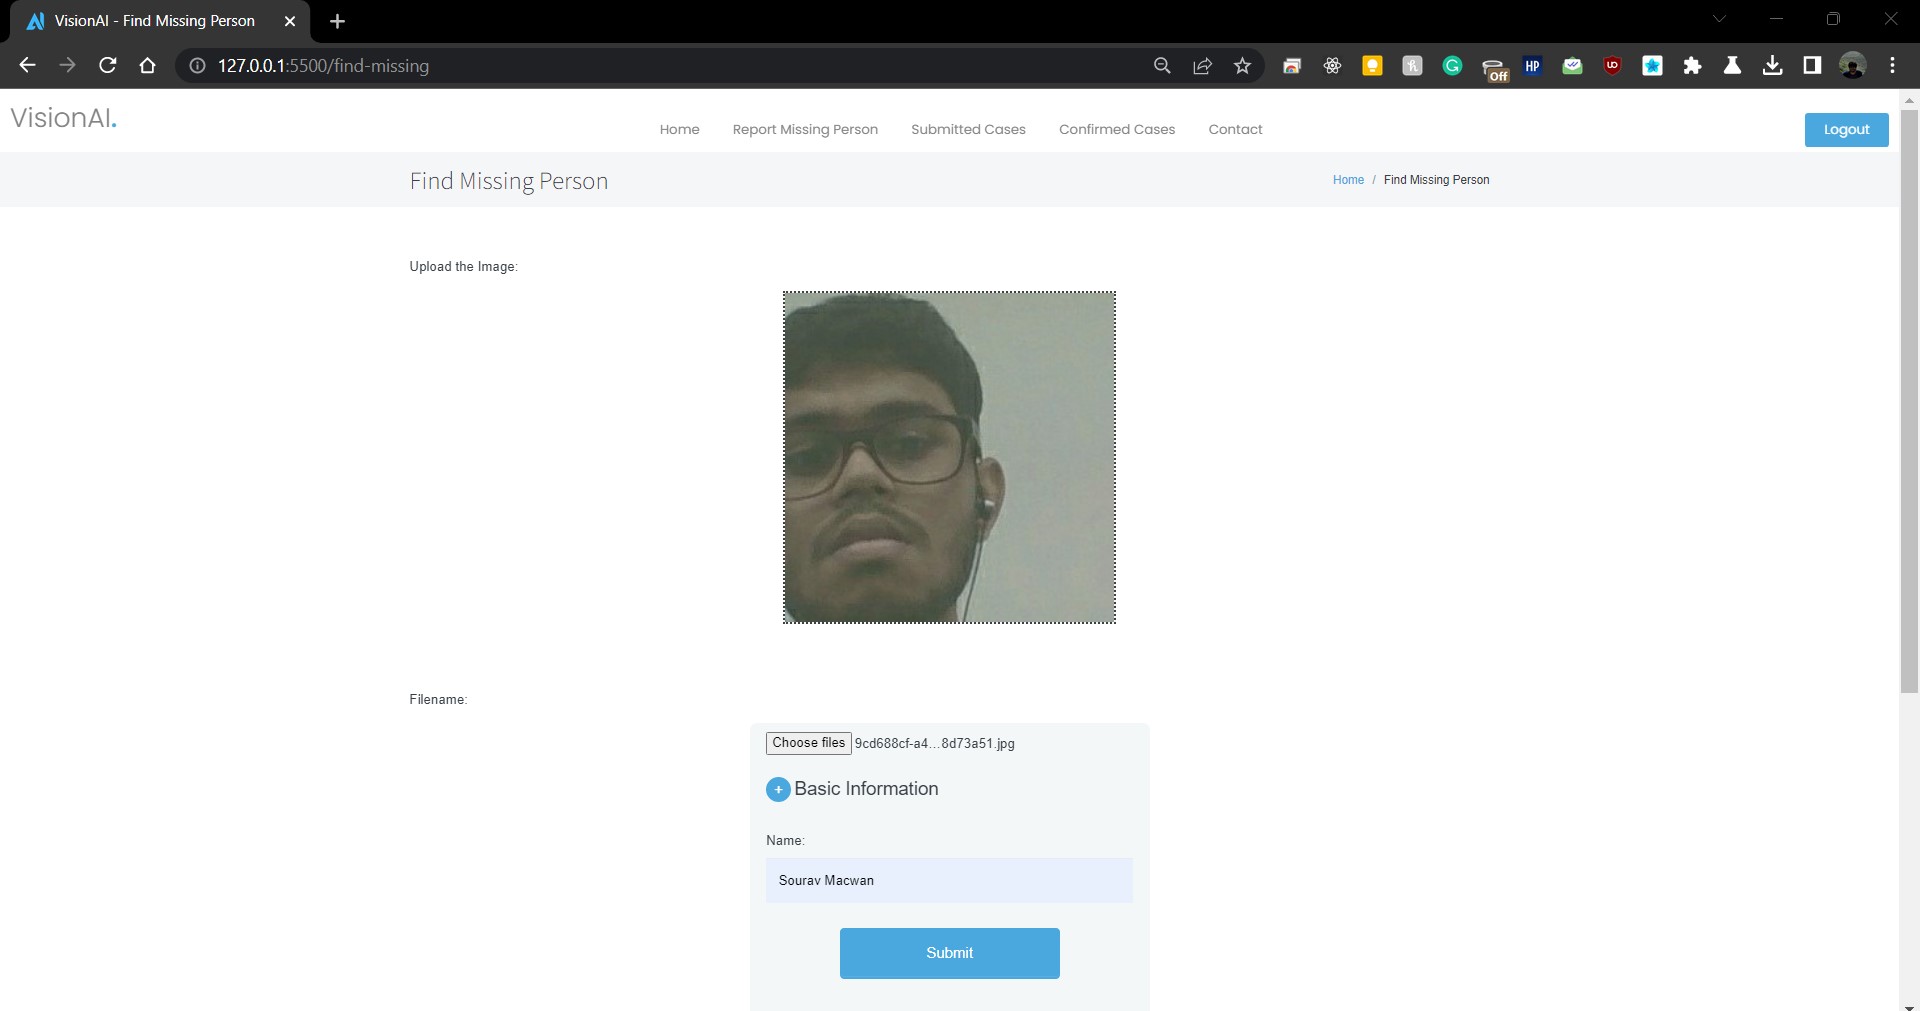 VisionAI - Find Missing Person
127.0.0.1:5500/find-missing
Off
HP
VisionAI.
Home Report Missing Person Submitted Cases Confirmed Cases Contact
Logout
Find Missing Person
Home / Find Missing Person
Upload the Image:
Filename:
Choose files 9cd688cf-a4...8d73a51.jpg
+ Basic Information
Name:
Sourav Macwan
Submit